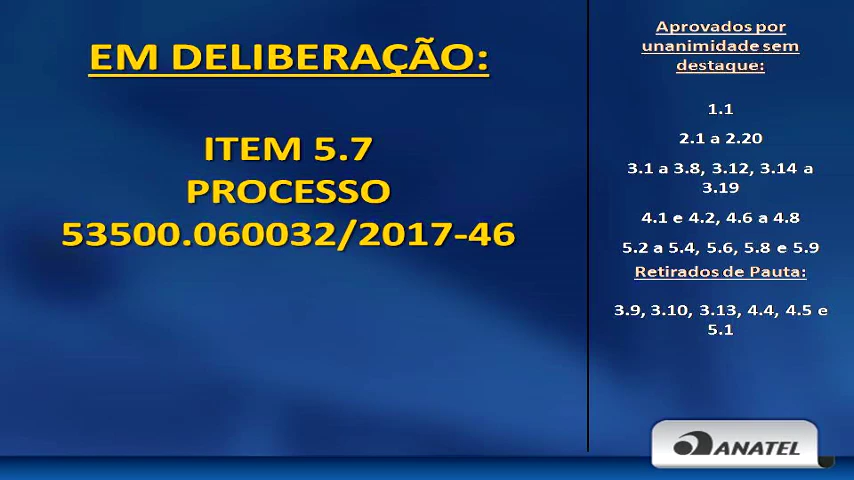 EM DELIBERAÇÃO:
ITEM 5.7
PROCESSO
53500.060032/2017-46
Aprovados por
unanimidade sem
destaque:
1.1
2.1 a 2.20
3.1 a 3.8, 3.12, 3.14 a
3.19
4.1 e 4.2, 4.6 a 4.8
5.2 a 5.4, 5.6, 5.8 e 5.9
Retirados de Pauta:
3.9, 3.10, 3.13, 4.4, 4.5 e
5.1
ANATEL